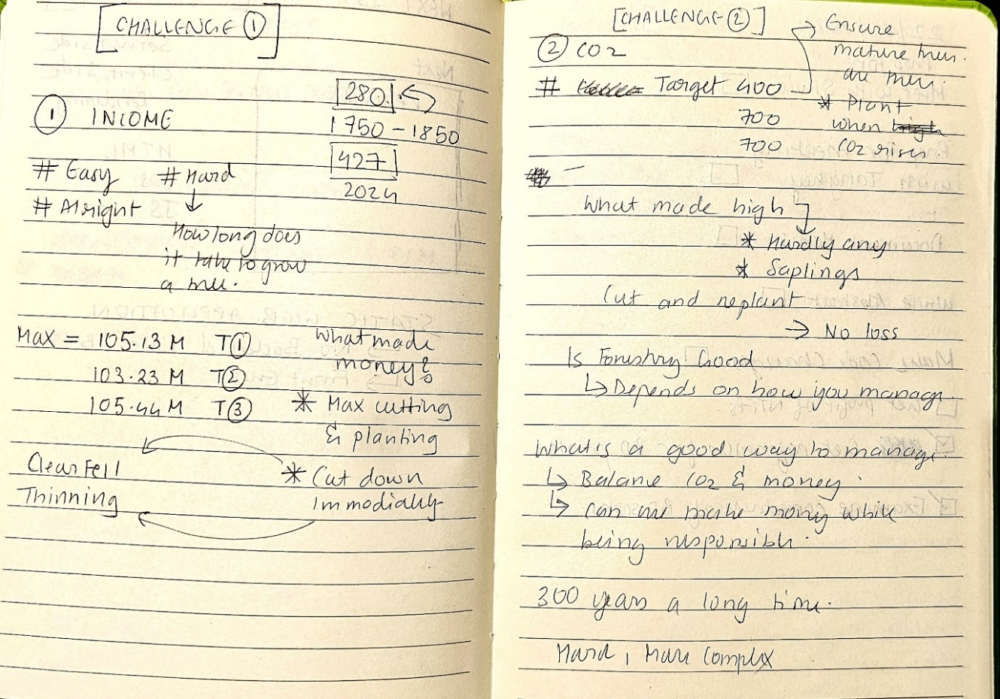 [CHALLENGE ①]
280.
① INCOME
1750 - 1850
427
2024
# Easy # Hard
# Alright
How long does
it take to grow
a tree.
Max = 105.13 M T①
103.23 M T②
105.44 M T③
What made
money?
* Max cutting
& planting
* Cut down
immediately
Clear Fell
Thinning
[CHALLENGE ②]
② CO2
# Target 400
700
700
Ensure
mature trees.
are there.
* Plant
when
CO2 rises.
What made high
* Hardly any
* Saplings
Cut and replant
→ No loss
Is Forestry Good
↳ Depends on how you manage.
What is a good way to manage.
↳ Balance CO2 & money.
↳ Can we make money while
being responsible.
300 years a long time.
Hard, More Complex